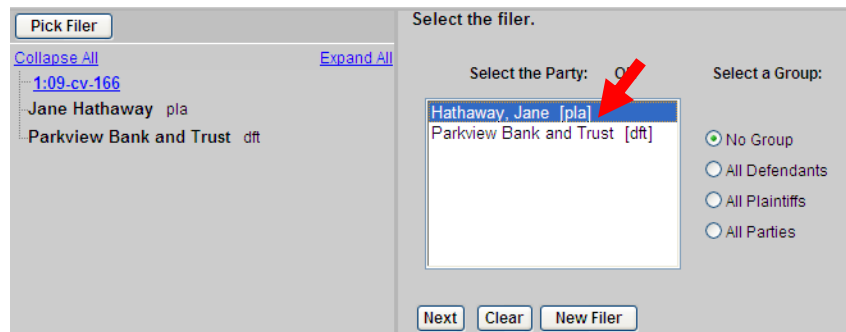 Pick Filer
Collapse All Expand All
1:09-cv-166
Jane Hathaway pla
Parkview Bank and Trust dft
Select the filer.
Select the Party: Select a Group:
Hathaway, Jane [pla]
Parkview Bank and Trust [dft]
No Group
All Defendants
All Plaintiffs
All Parties
Next Clear New Filer